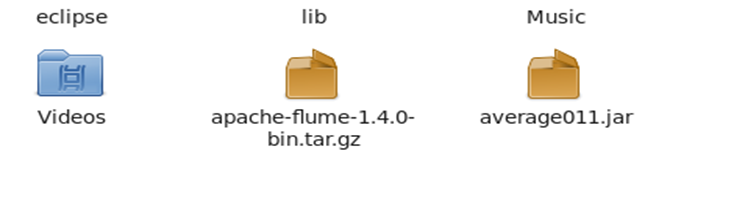 eclipse
lib
Music
Videos
apache-flume-1.4.0-
bin.tar.gz
average011.jar